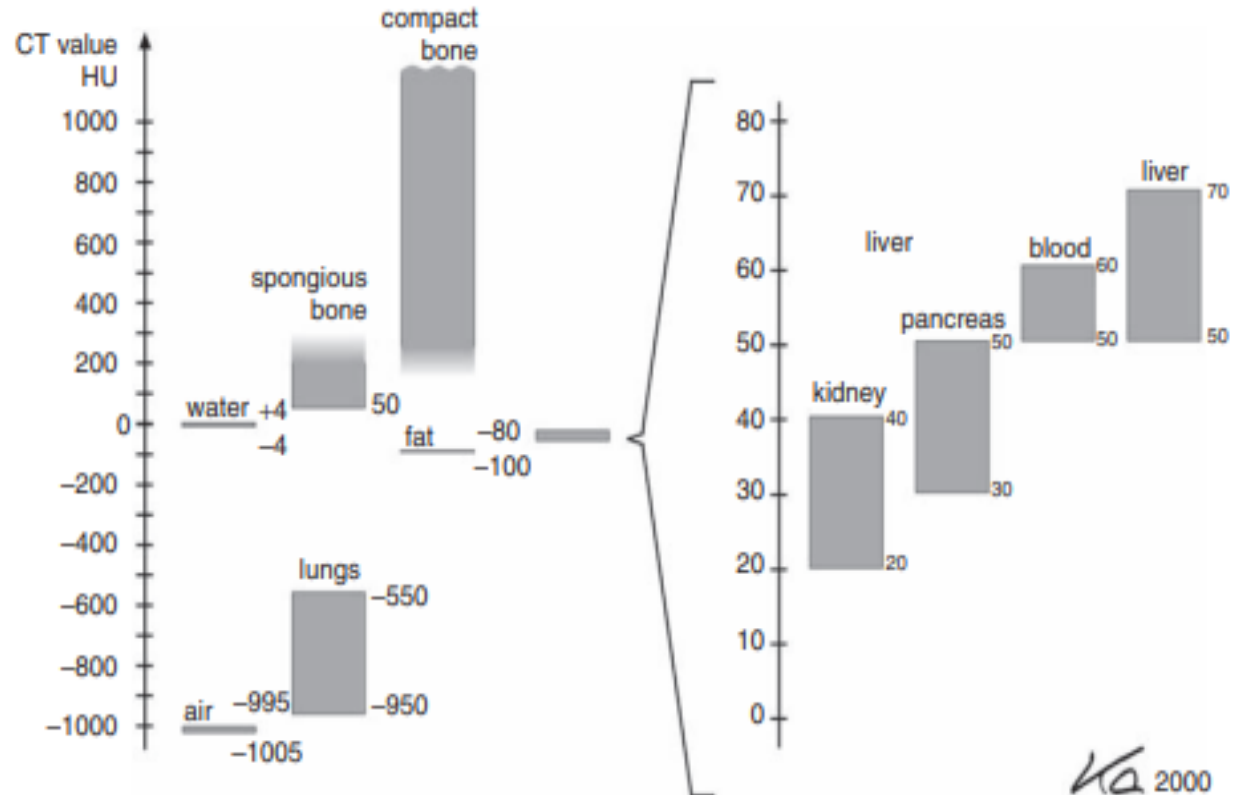 compact
bone
CT value
HU
1000
800
600
400
200
0
−200
−400
−600
−800
−1000
spongious
bone
50
water
+4
−4
fat
−80
−100
lungs
−550
−950
air
−995
−1005
80
70
60
50
40
30
20
10
0
liver
kidney
40
20
pancreas
50
30
blood
60
50
liver
70
50
2000